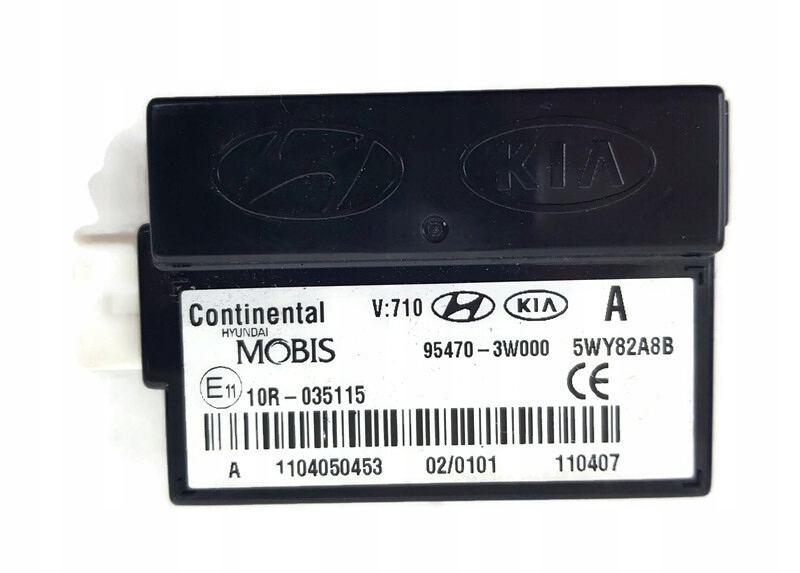 KIA
Continental V:710 KIA A
HYUNDAI
MOBIS 95470-3W000 5WY82A8B
E11 10R-035115 CE
A 1104050453 02/0101 110407